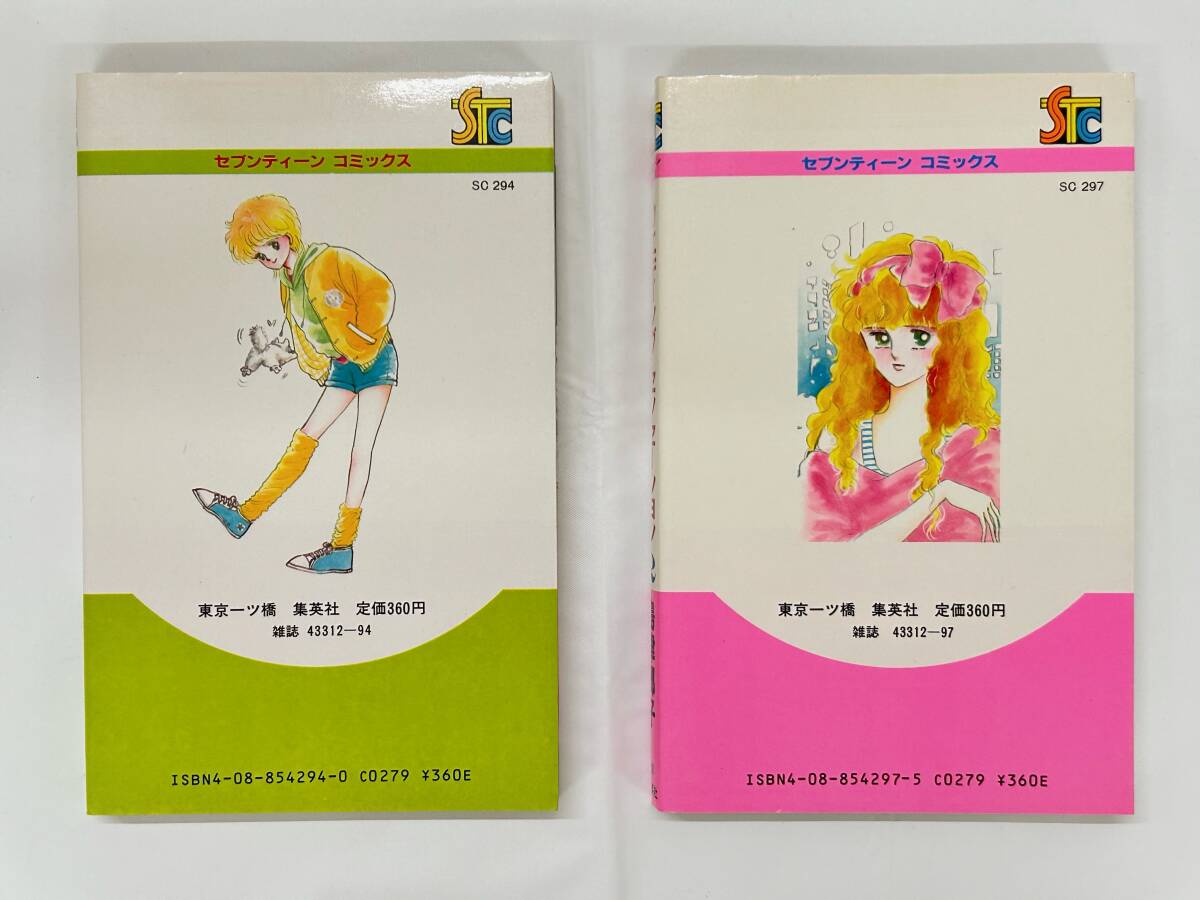 STC
セブンティーン コミックス
SC 294
東京一ツ橋 集英社 定価360円
雑誌 43312—94
ISBN4-08-854294-0 C0279 ¥360E
STC
セブンティーン コミックス
SC 297
東京一ツ橋 集英社 定価360円
雑誌 43312—97
ISBN4-08-854297-5 C0279 ¥360E